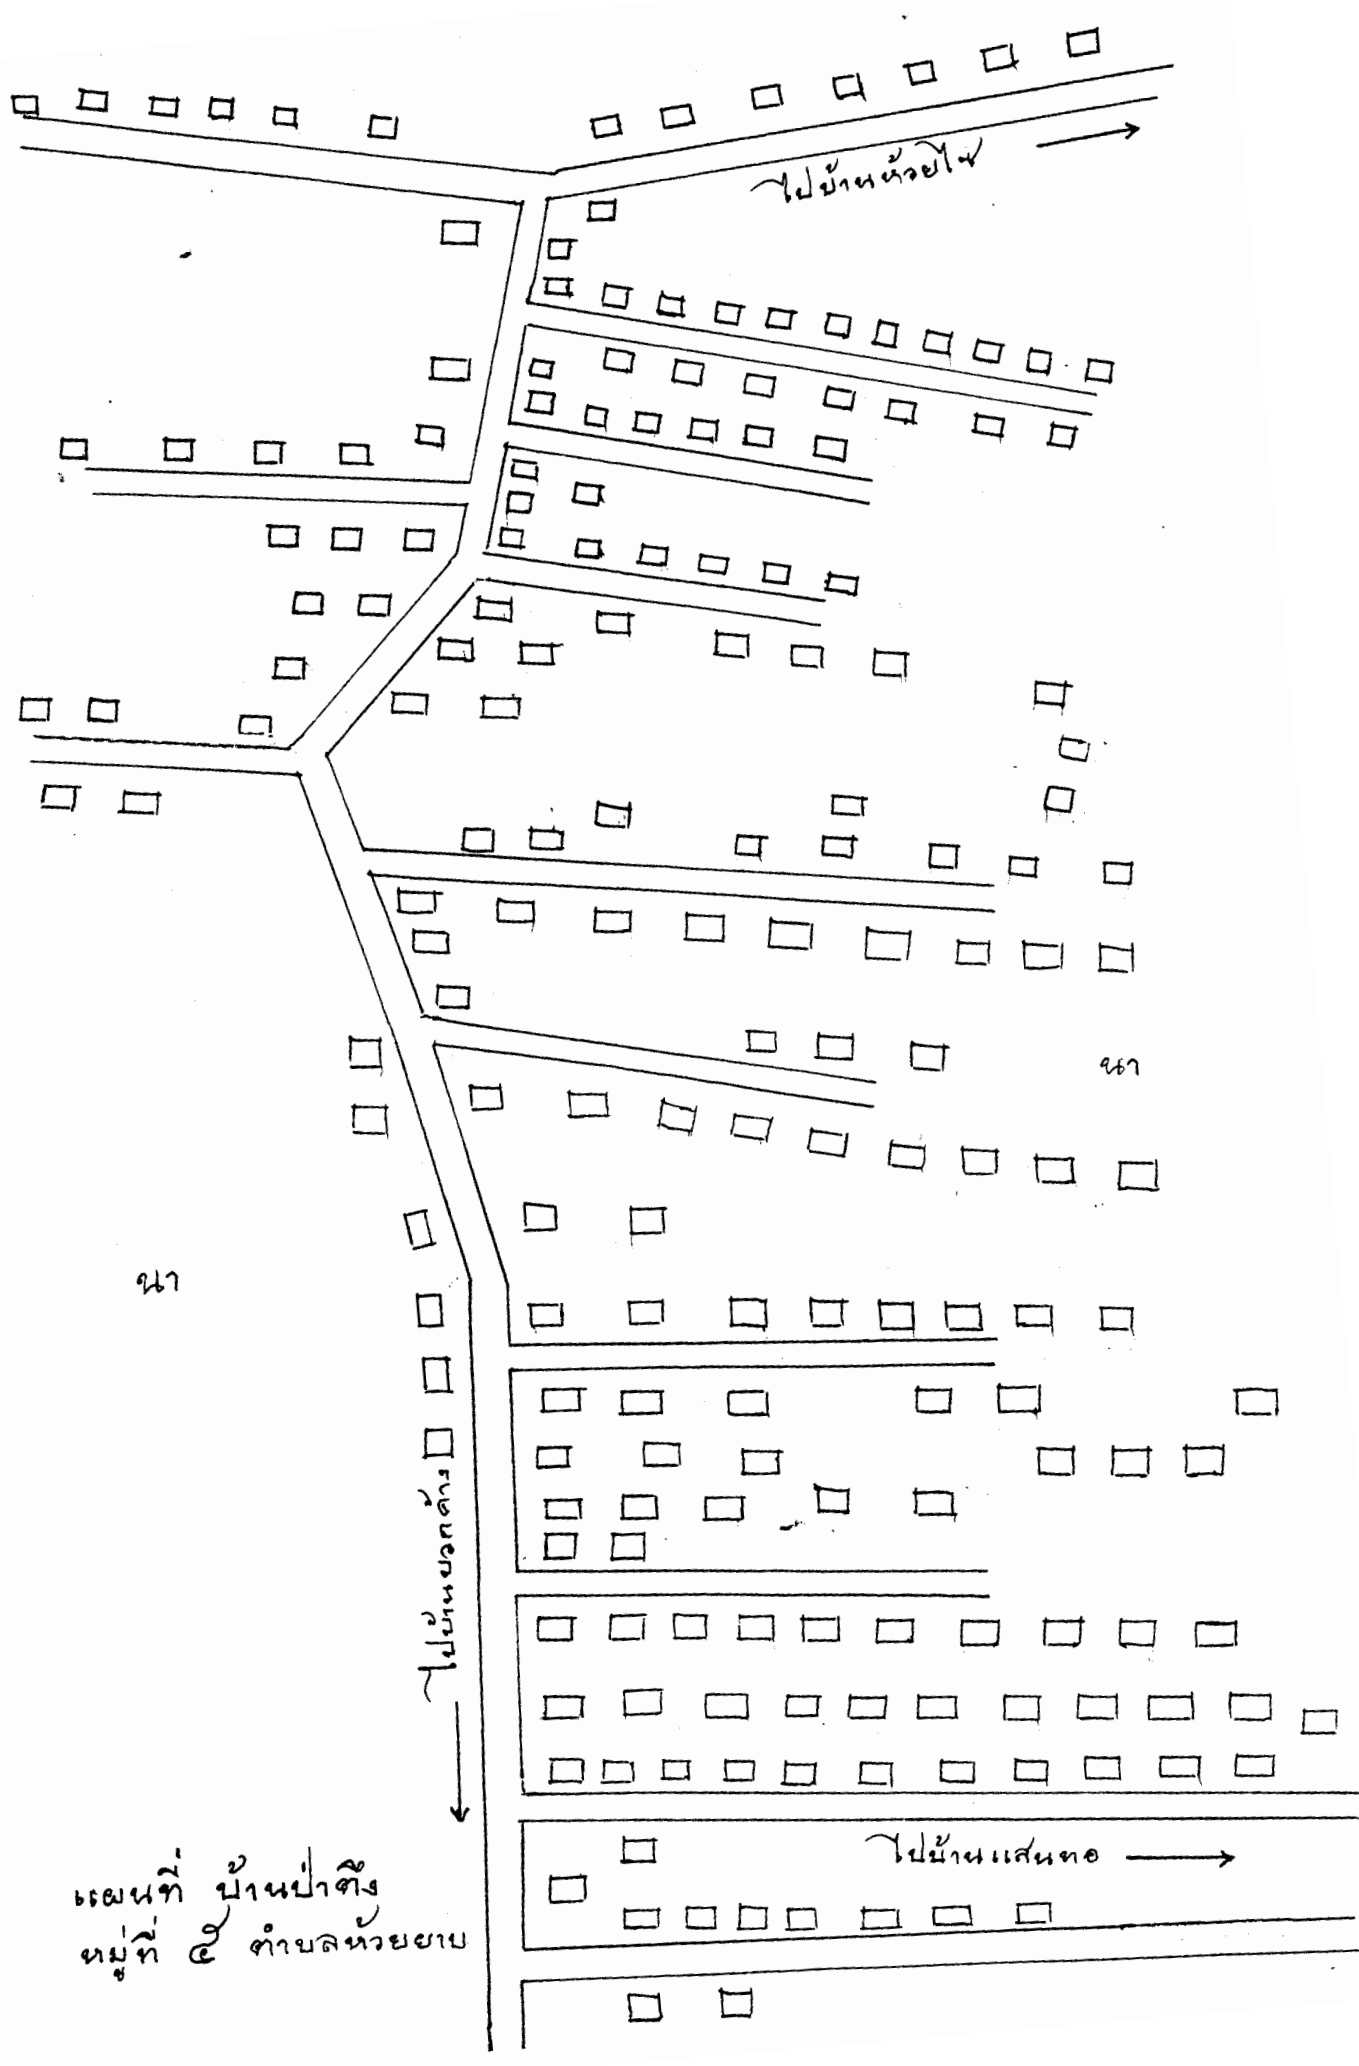 ไปบ้านห้วยไซ
นา
นา
ไปบ้านบวกค้าง
ไปบ้านแสนทอ
แผนที่ บ้านป่าตึง
หมู่ที่ ๕ ตำบลห้วยยาบ